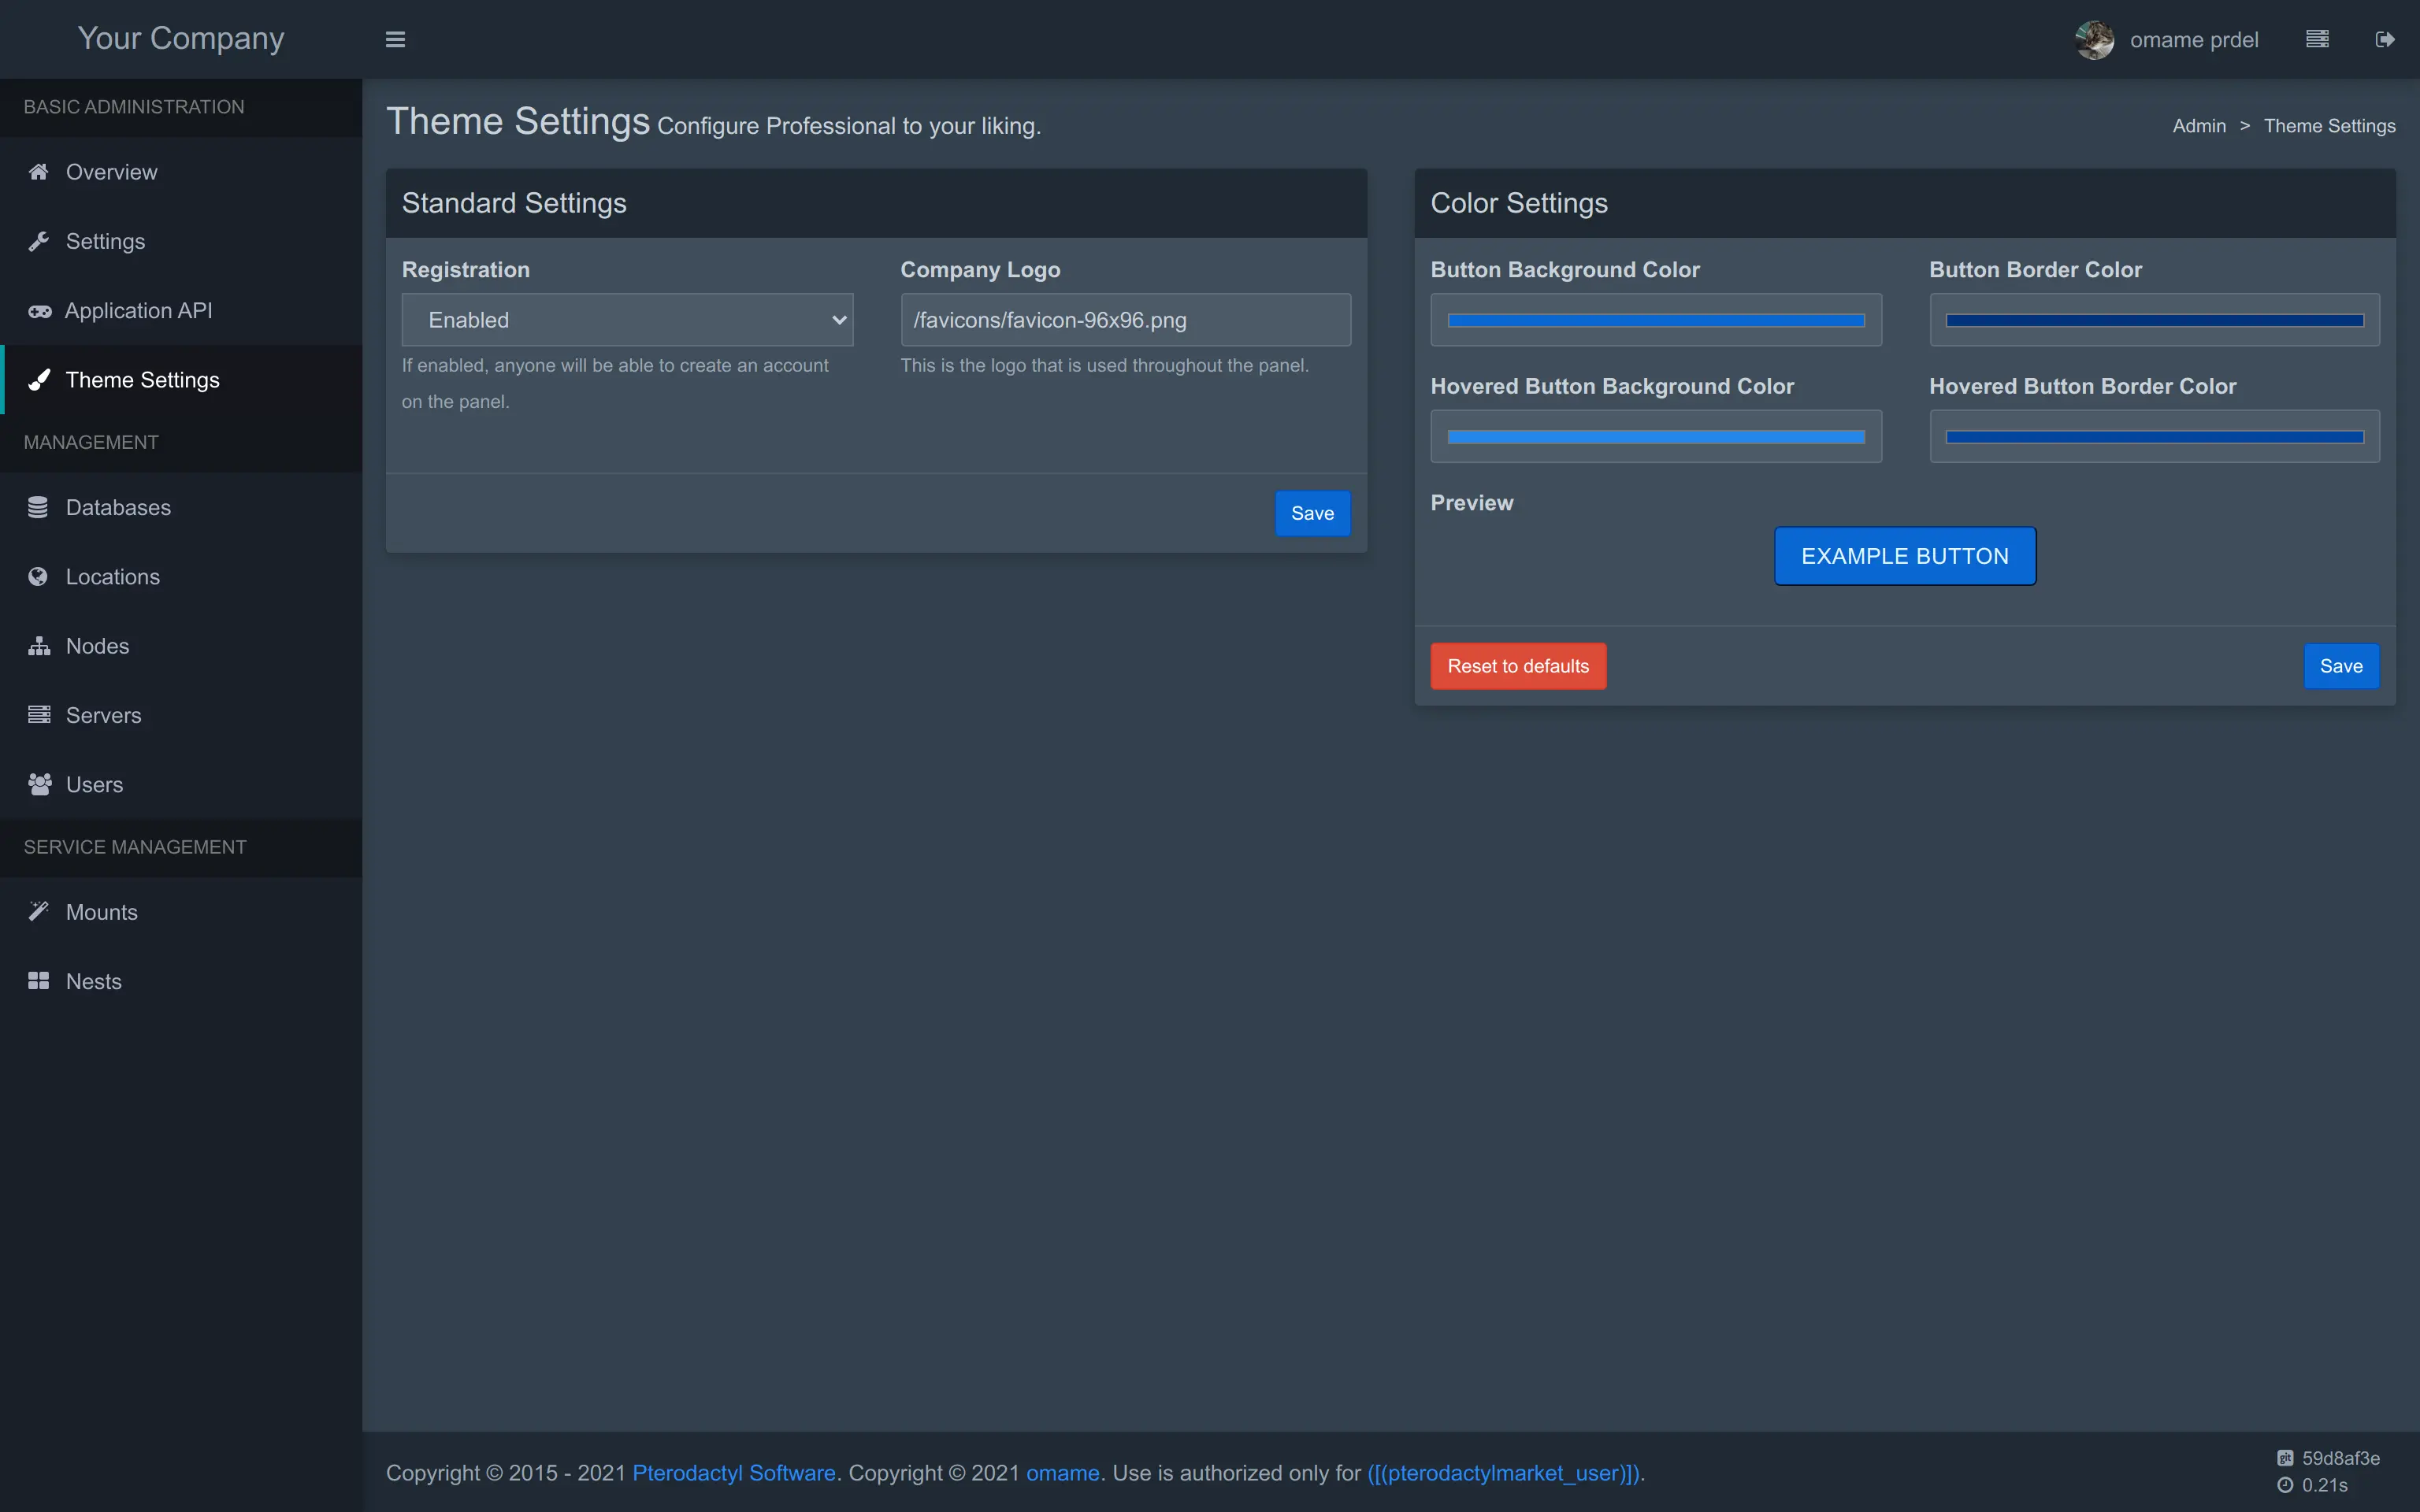 Your Company
omame prdel
BASIC ADMINISTRATION
Overview
Settings
Application API
Theme Settings
MANAGEMENT
Databases
Locations
Nodes
Servers
Users
SERVICE MANAGEMENT
Mounts
Nests
Theme Settings Configure Professional to your liking.
Admin > Theme Settings
Standard Settings
Registration
Enabled
If enabled, anyone will be able to create an account
on the panel.
Company Logo
/favicons/favicon-96x96.png
This is the logo that is used throughout the panel.
Save
Color Settings
Button Background Color
Button Border Color
Hovered Button Background Color
Hovered Button Border Color
Preview
EXAMPLE BUTTON
Reset to defaults
Save
Copyright © 2015 - 2021 Pterodactyl Software. Copyright © 2021 omame. Use is authorized only for ([(pterodactylmarket_user)]).
git 59d8af3e
0.21s